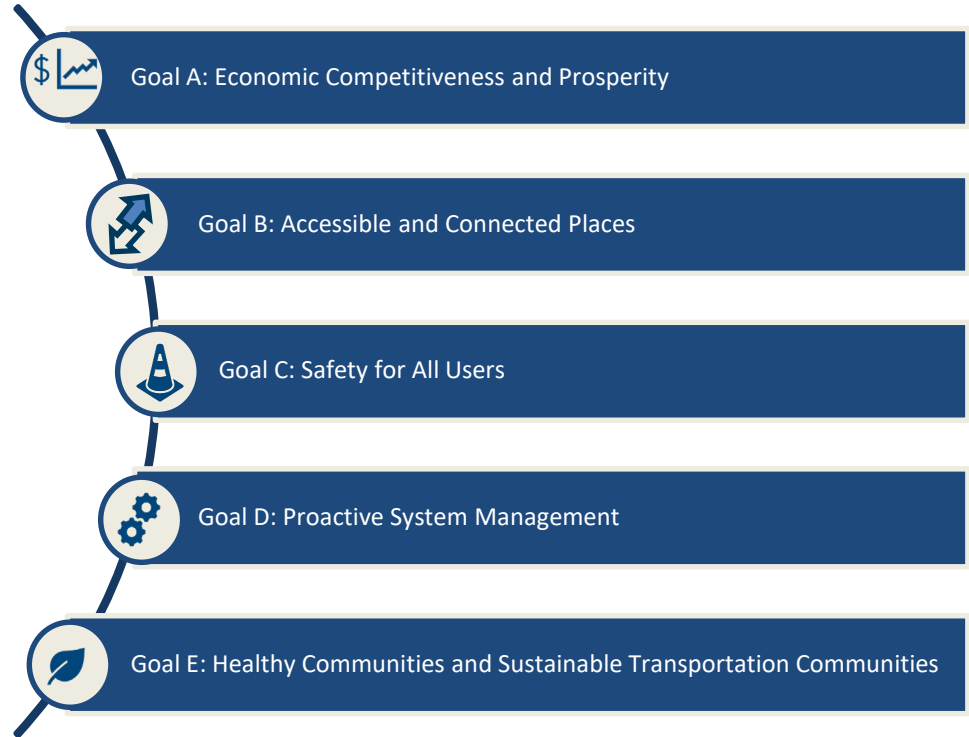 $
Goal A: Economic Competitiveness and Prosperity
Goal B: Accessible and Connected Places
Goal C: Safety for All Users
Goal D: Proactive System Management
Goal E: Healthy Communities and Sustainable Transportation Communities